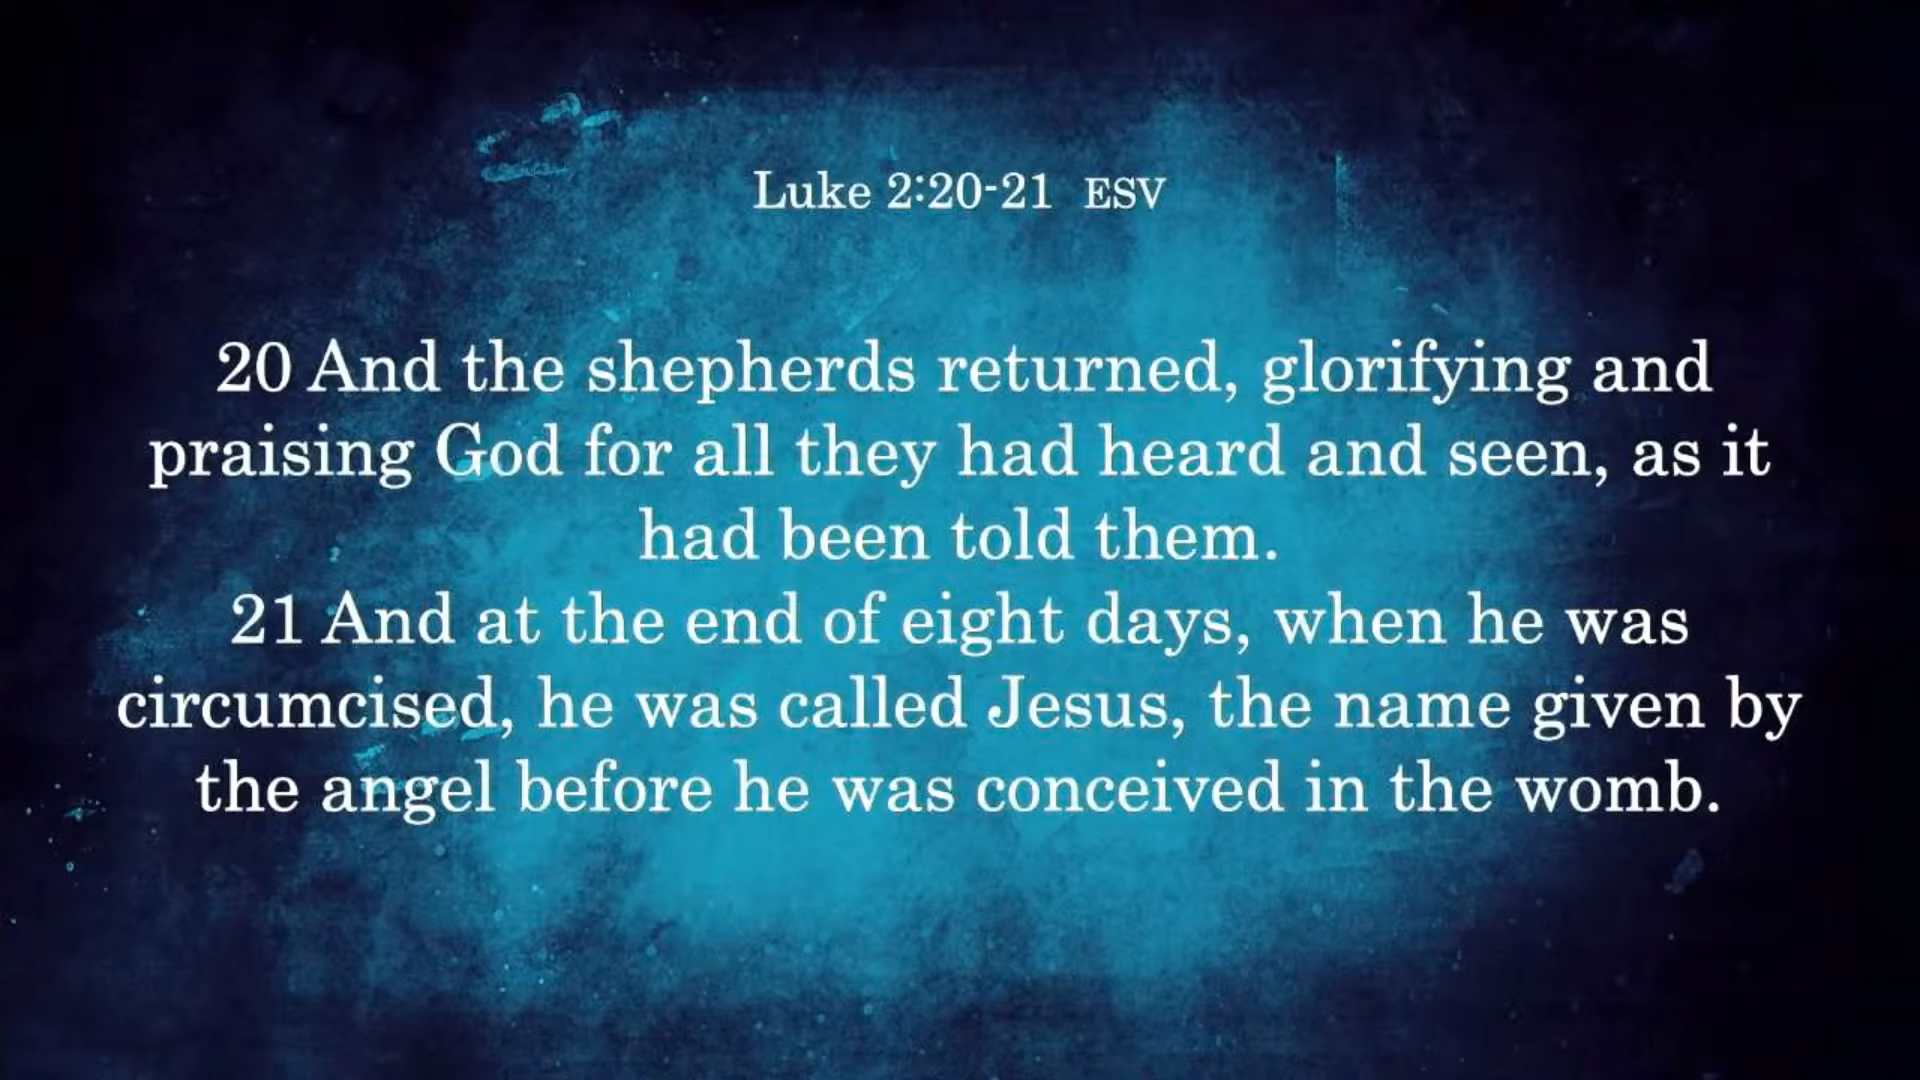 Luke 2:20-21 ESV
20 And the shepherds returned, glorifying and
praising God for all they had heard and seen, as it
had been told them.
21 And at the end of eight days, when he was
circumcised, he was called Jesus, the name given by
the angel before he was conceived in the womb.